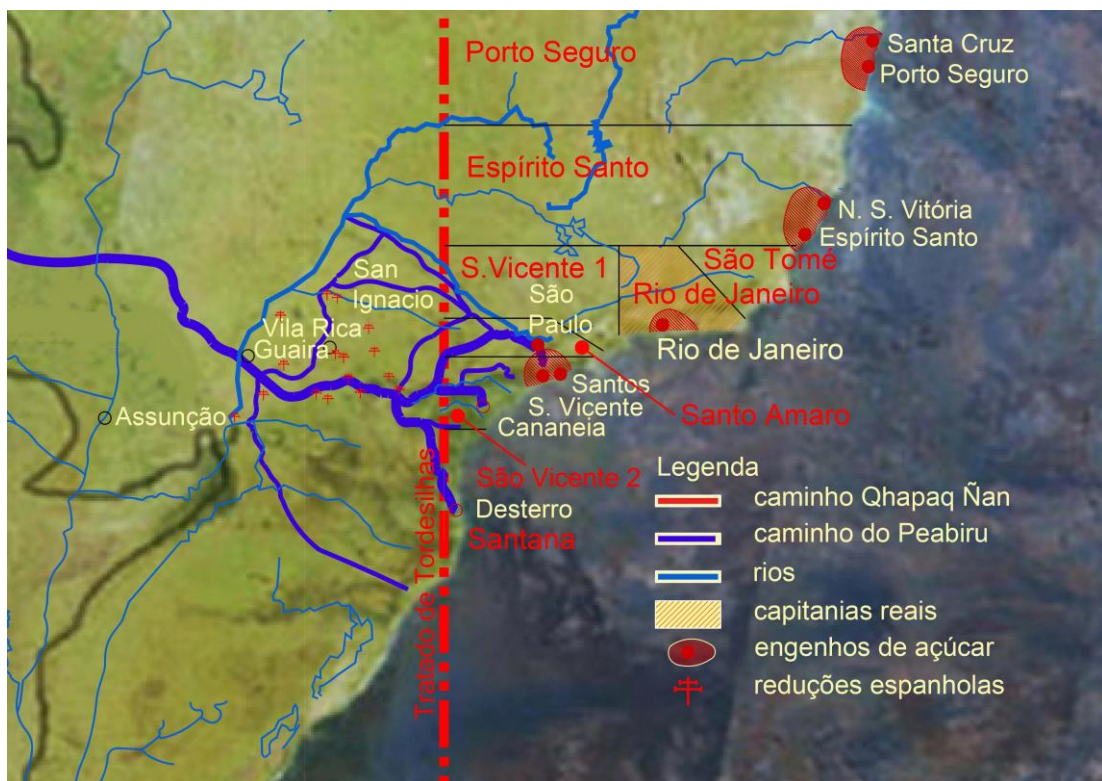 Porto Seguro
Santa Cruz
Porto Seguro
Espírito Santo
N. S. Vitória
Espírito Santo
S.Vicente 1
São Tomé
San
Ignacio
São
Paulo
Rio de Janeiro
Vila Rica
Guaira
Rio de Janeiro
Santos
S. Vicente
Assunção
Cananeia
Santo Amaro
São Vicente 2
Desterro
Santana
Tratado de Tordesilhas
Legenda
caminho Qhapaq Ñan
caminho do Peabiru
rios
capitanias reais
engenhos de açúcar
reduções espanholas